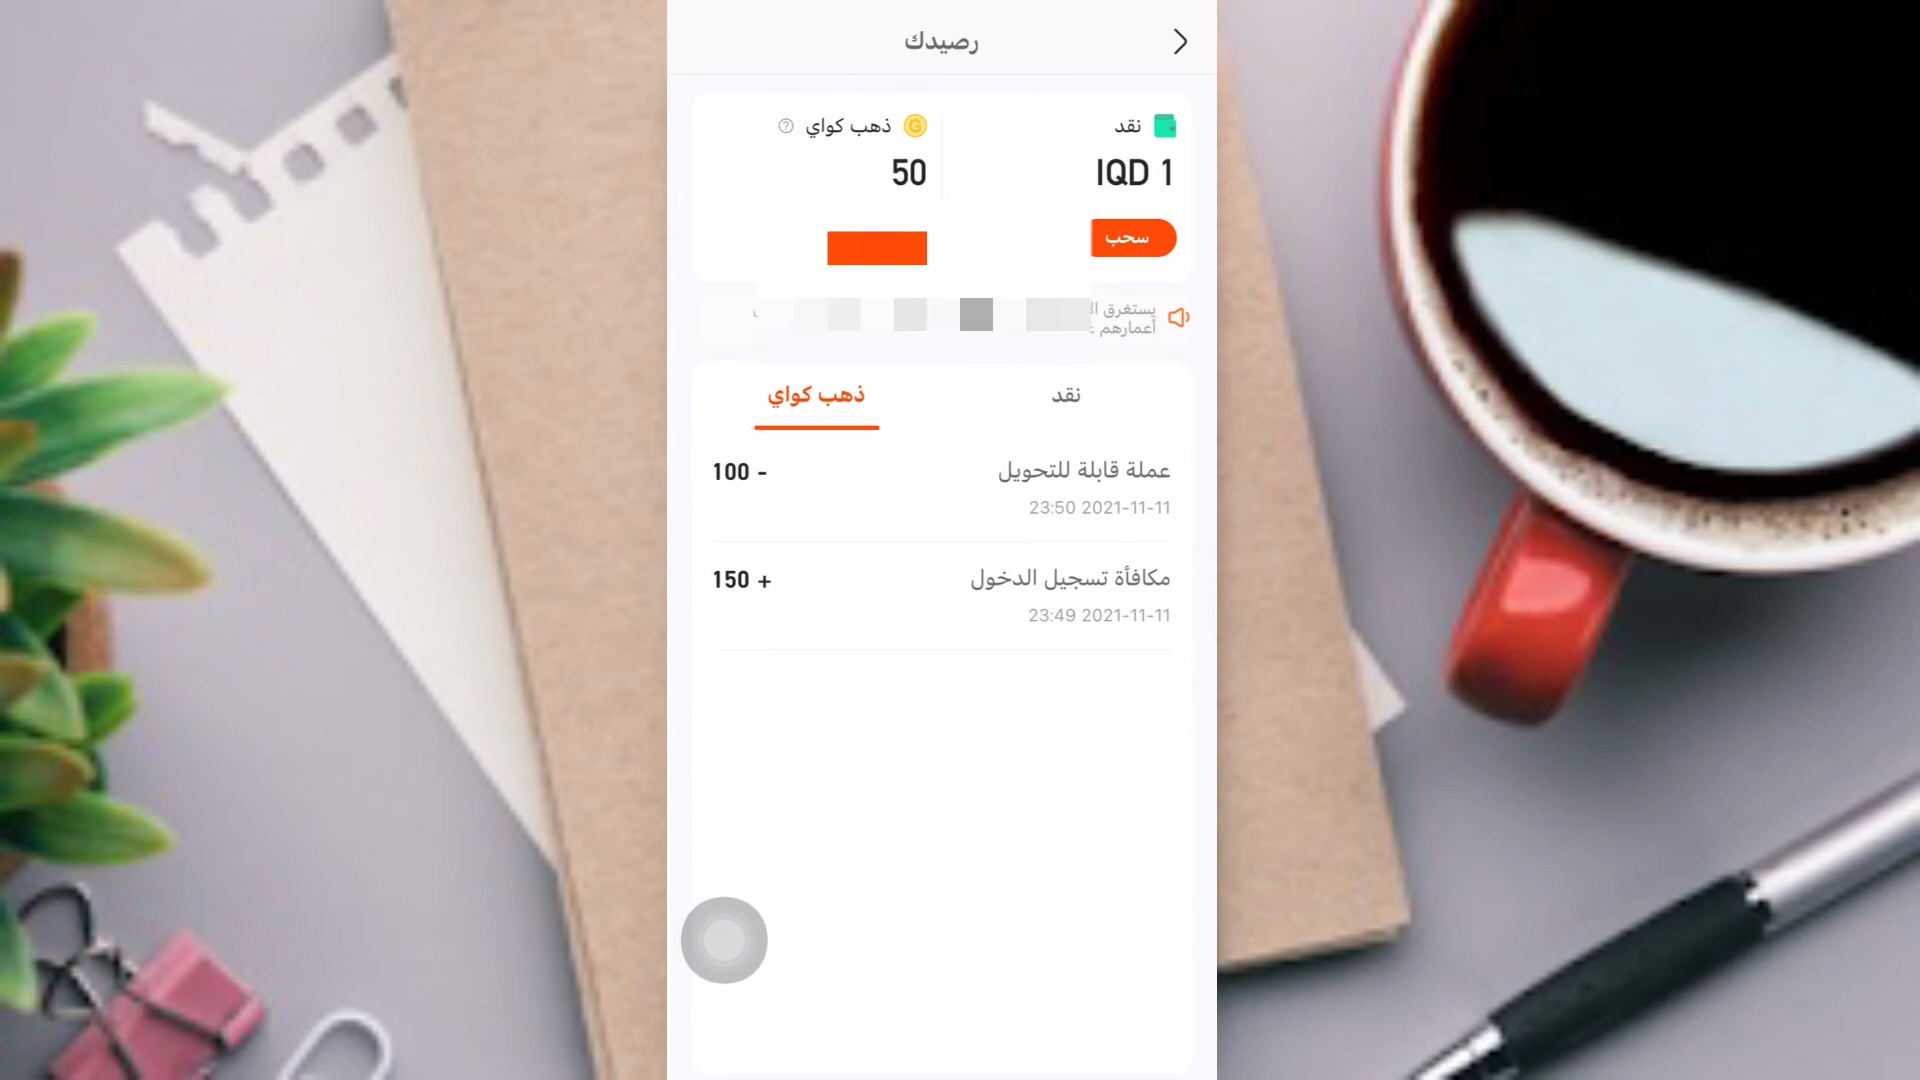 رصيدك
نقد
IQD 1
سحب
ذهب كواي
50
يستغرق
أعمارهم
نقد
ذهب كواي
عملة قابلة للتحويل
100 -
23:50 2021-11-11
مكافأة تسجيل الدخول
150 +
23:49 2021-11-11